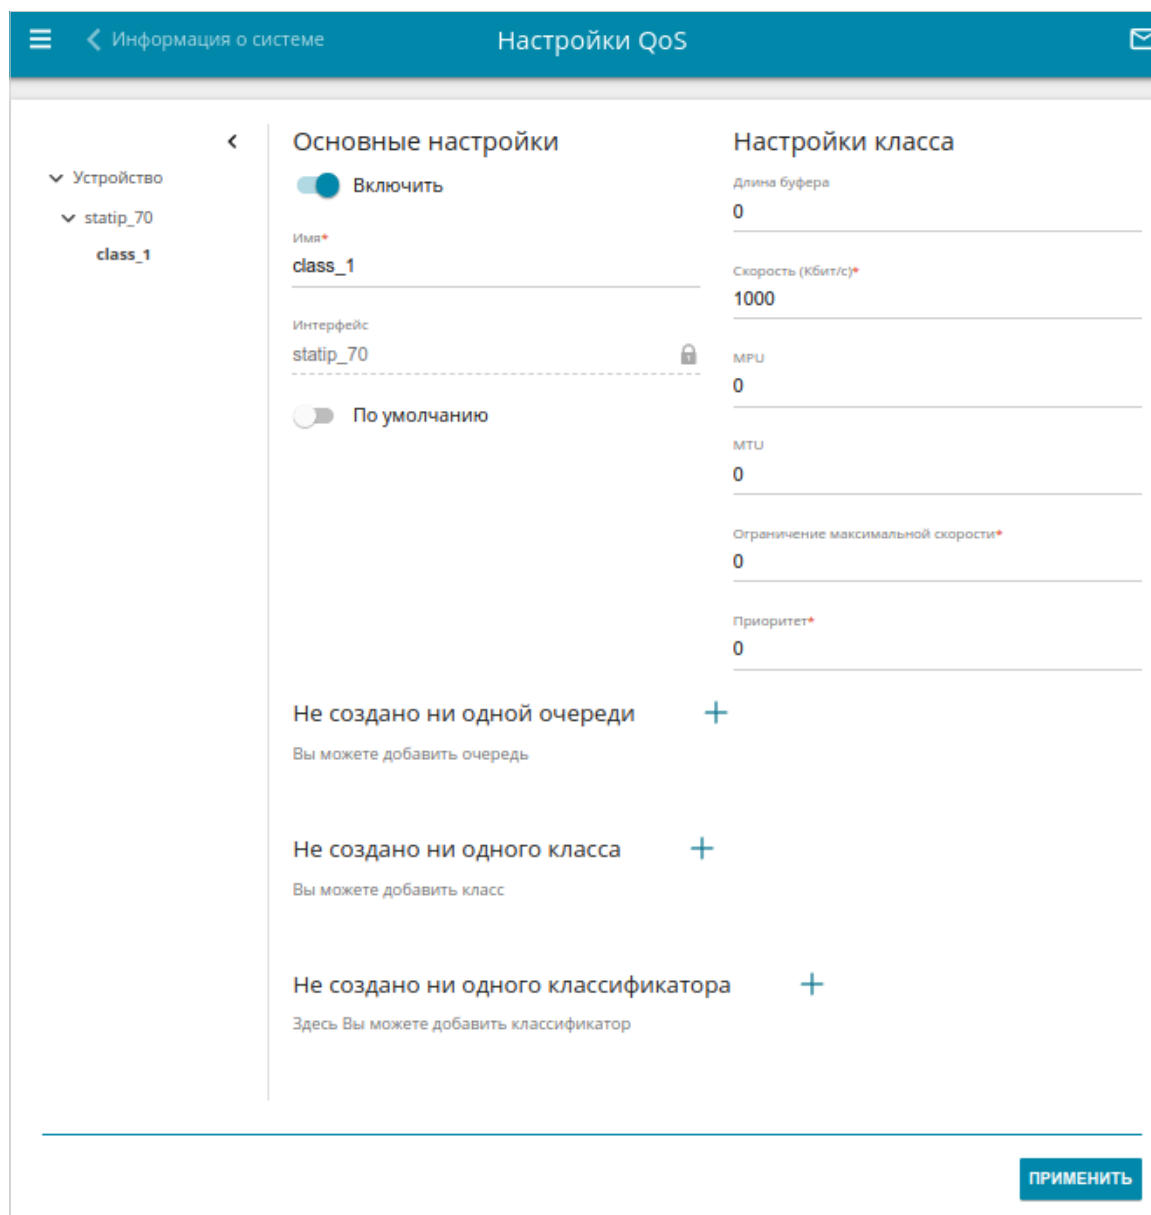 Информация о системе
Настройки QoS
Устройство
statip_70
class_1
Основные настройки
Включить
Имя*
class_1
Интерфейс
statip_70
По умолчанию
Настройки класса
Длина буфера
0
Скорость (Кбит/с)*
1000
MPU
0
MTU
0
Ограничение максимальной скорости*
0
Приоритет*
0
Не создано ни одной очереди
Вы можете добавить очередь
Не создано ни одного класса
Вы можете добавить класс
Не создано ни одного классификатора
Здесь Вы можете добавить классификатор
ПРИМЕНИТЬ